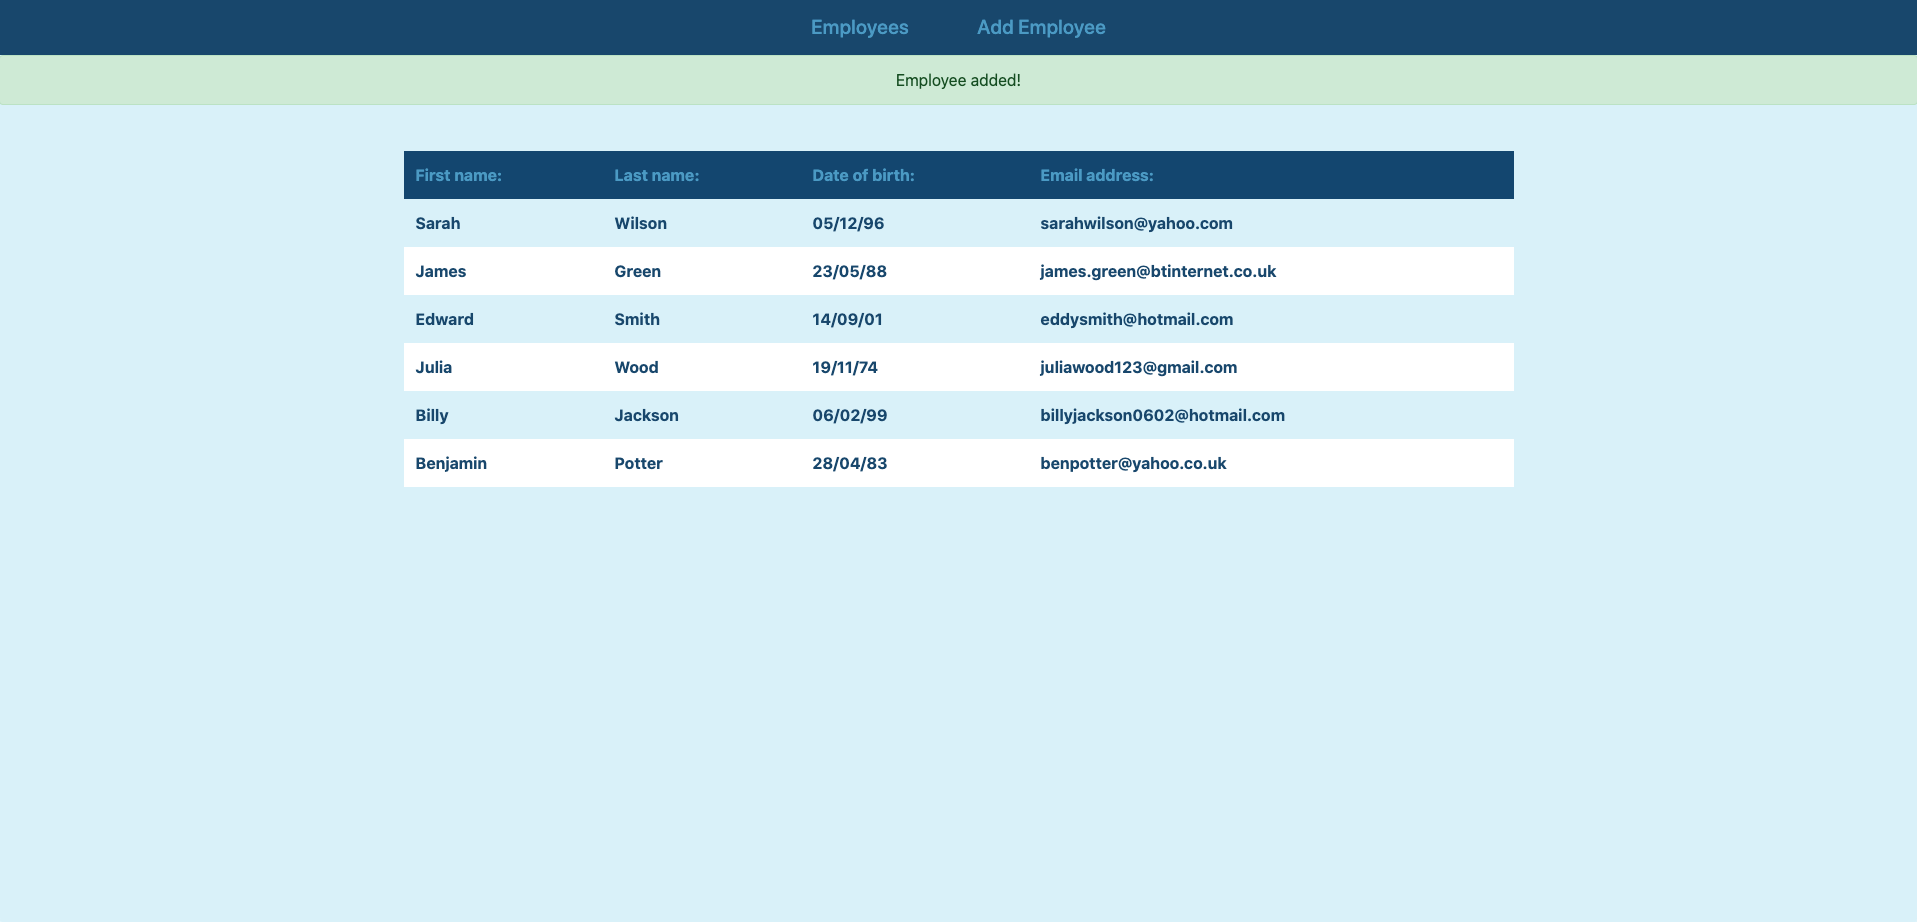 Employees Add Employee
Employee added!
First name: Last name: Date of birth: Email address:
Sarah Wilson 05/12/96 sarahwilson@yahoo.com
James Green 23/05/88 james.green@btinternet.co.uk
Edward Smith 14/09/01 eddysmith@hotmail.com
Julia Wood 19/11/74 juliawood123@gmail.com
Billy Jackson 06/02/99 billyjackson0602@hotmail.com
Benjamin Potter 28/04/83 benpotter@yahoo.co.uk